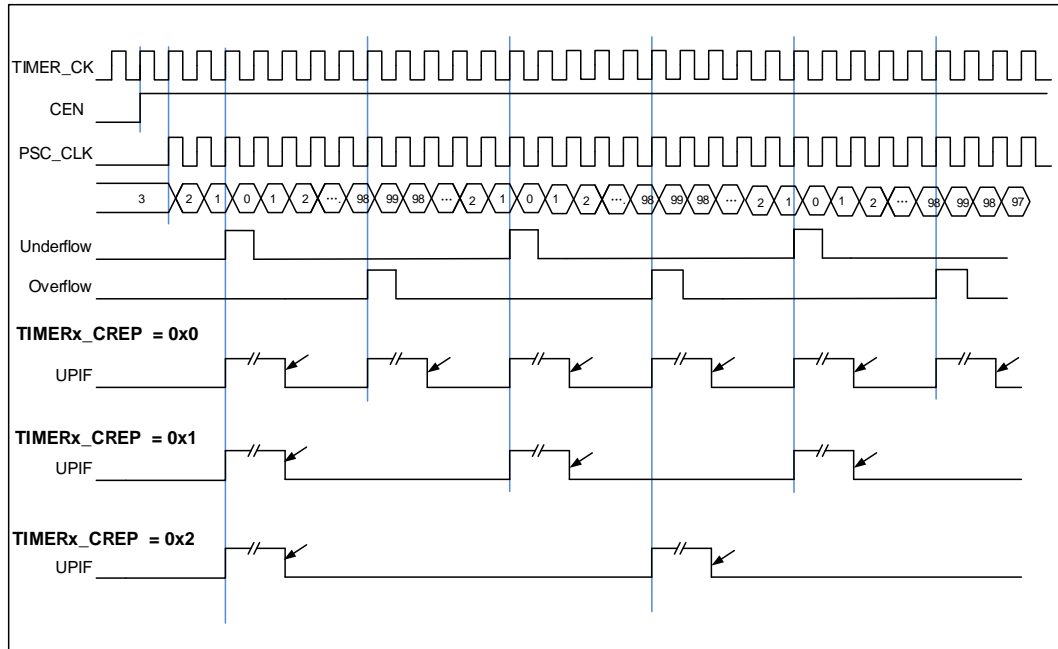 TIMER_CK
CEN
PSC_CLK
3 2 1 0 1 2 .... 98 99 98 ... 2 1 0 1 2 .... 98 99 98 ... 2 1 0 1 2 ... 98 99 98 97
Underflow
Overflow
TIMERx_CREP = 0x0
UPIF
TIMERx_CREP = 0x1
UPIF
TIMERx_CREP = 0x2
UPIF